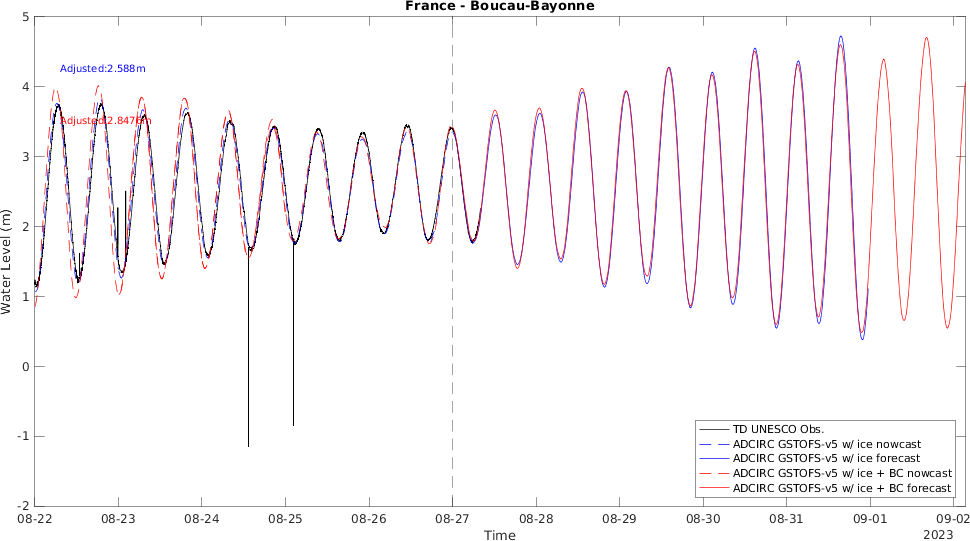 France - Boucau-Bayonne
Adjusted:2.588m
Water Level (m)
5
4
3
2
1
0
-1
-2
08-22
08-23
08-24
08-25
08-26
08-27
08-28
08-29
08-30
08-31
09-01
09-02
Time
2023
TD UNESCO Obs.
ADCIRC GSTOFS-v5 w/ ice nowcast
ADCIRC GSTOFS-v5 w/ ice forecast
ADCIRC GSTOFS-v5 w/ ice + BC nowcast
ADCIRC GSTOFS-v5 w/ ice + BC forecast